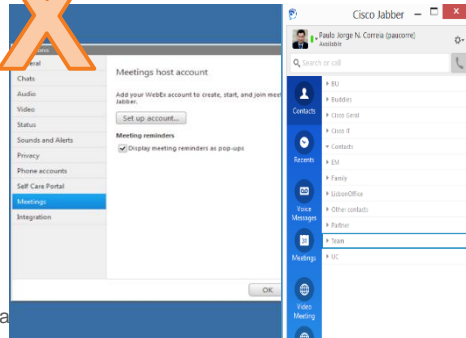 Cisco Jabber
Paulo Jorge N. Correia (paucorre)
Available
Search or call
Chats
Audio
Video
Status
Sounds and Alerts
Privacy
Phone accounts
Self Care Portal
Meetings
Integration
Meetings host account
Add your WebEx account to create, start, and join meet
Jabber.
Set up account...
Meeting reminders
Display meeting reminders as pop-ups
OK
Contacts
Recents
Voice
Messages
Meetings
Video
Meeting
EU
Buddies
Cisco Geral
Cisco IT
Contacts
EM
Family
LisbonOffice
Other contacts
Partner
Team
UC
a